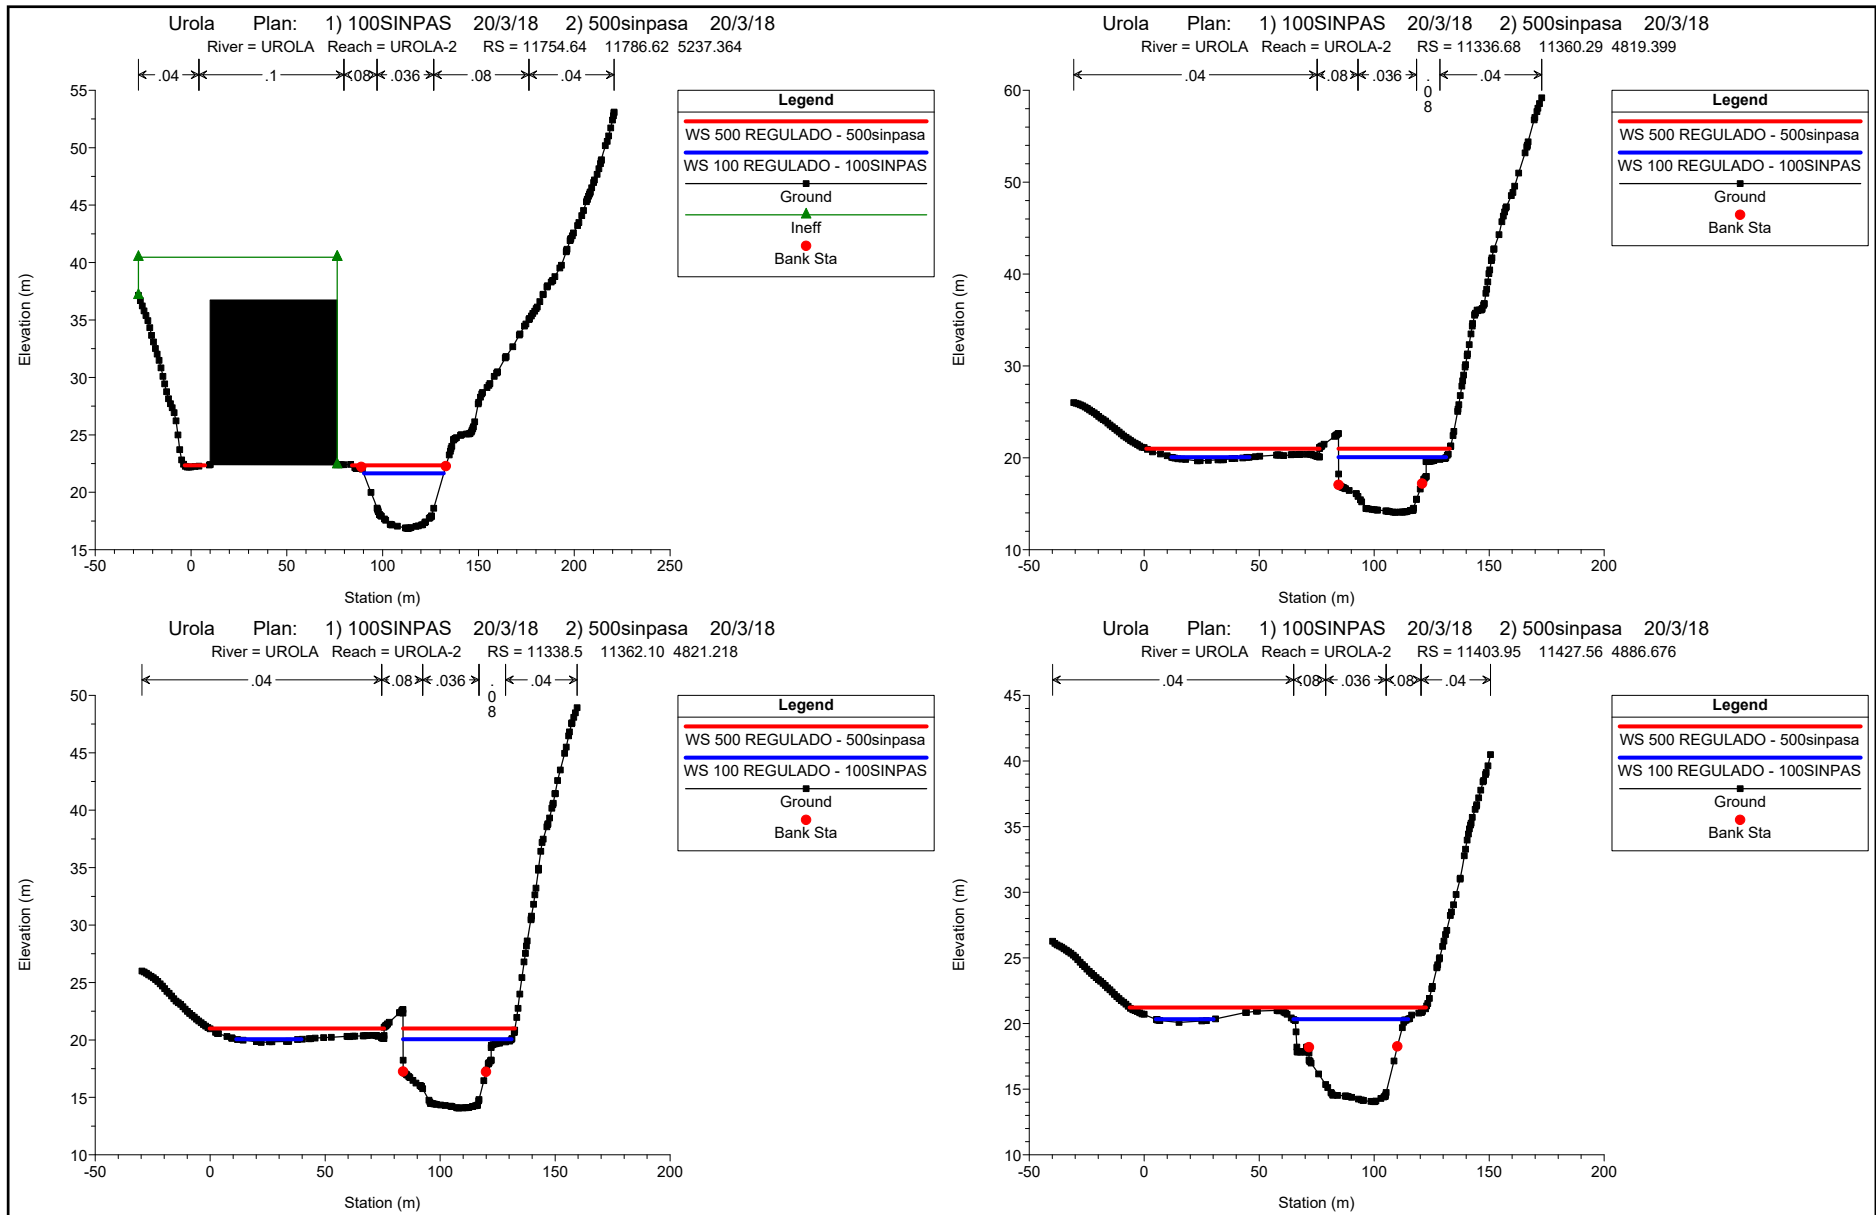 Urola Plan: 1) 100SINPAS 20/3/18 2) 500sinpasa 20/3/18
River = UROLA Reach = UROLA-2 RS = 11754.64 11786.62 5237.364
.04 .1 .08 .036 .08 .04
55
50
45
40
35
30
25
20
15
Elevation (m)
-50 0 50 100 150 200 250
Station (m)
Legend
WS 500 REGULADO - 500sinpasa
WS 100 REGULADO - 100SINPAS
Ground
Ineff
Bank Sta
Urola Plan: 1) 100SINPAS 20/3/18 2) 500sinpasa 20/3/18
River = UROLA Reach = UROLA-2 RS = 11336.68 11360.29 4819.399
.04 .08 .036 .08 .04
60
50
40
30
20
10
Elevation (m)
-50 0 50 100 150 200
Station (m)
Legend
WS 500 REGULADO - 500sinpasa
WS 100 REGULADO - 100SINPAS
Ground
Bank Sta
Urola Plan: 1) 100SINPAS 20/3/18 2) 500sinpasa 20/3/18
River = UROLA Reach = UROLA-2 RS = 11338.5 11362.10 4821.218
.04 .08 .036 .08 .04
50
45
40
35
30
25
20
15
10
Elevation (m)
-50 0 50 100 150 200
Station (m)
Legend
WS 500 REGULADO - 500sinpasa
WS 100 REGULADO - 100SINPAS
Ground
Bank Sta
Urola Plan: 1) 100SINPAS 20/3/18 2) 500sinpasa 20/3/18
River = UROLA Reach = UROLA-2 RS = 11403.95 11427.56 4886.676
.04 .08 .036 .08 .04
45
40
35
30
25
20
15
10
Elevation (m)
-50 0 50 100 150 200
Station (m)
Legend
WS 500 REGULADO - 500sinpasa
WS 100 REGULADO - 100SINPAS
Ground
Bank Sta